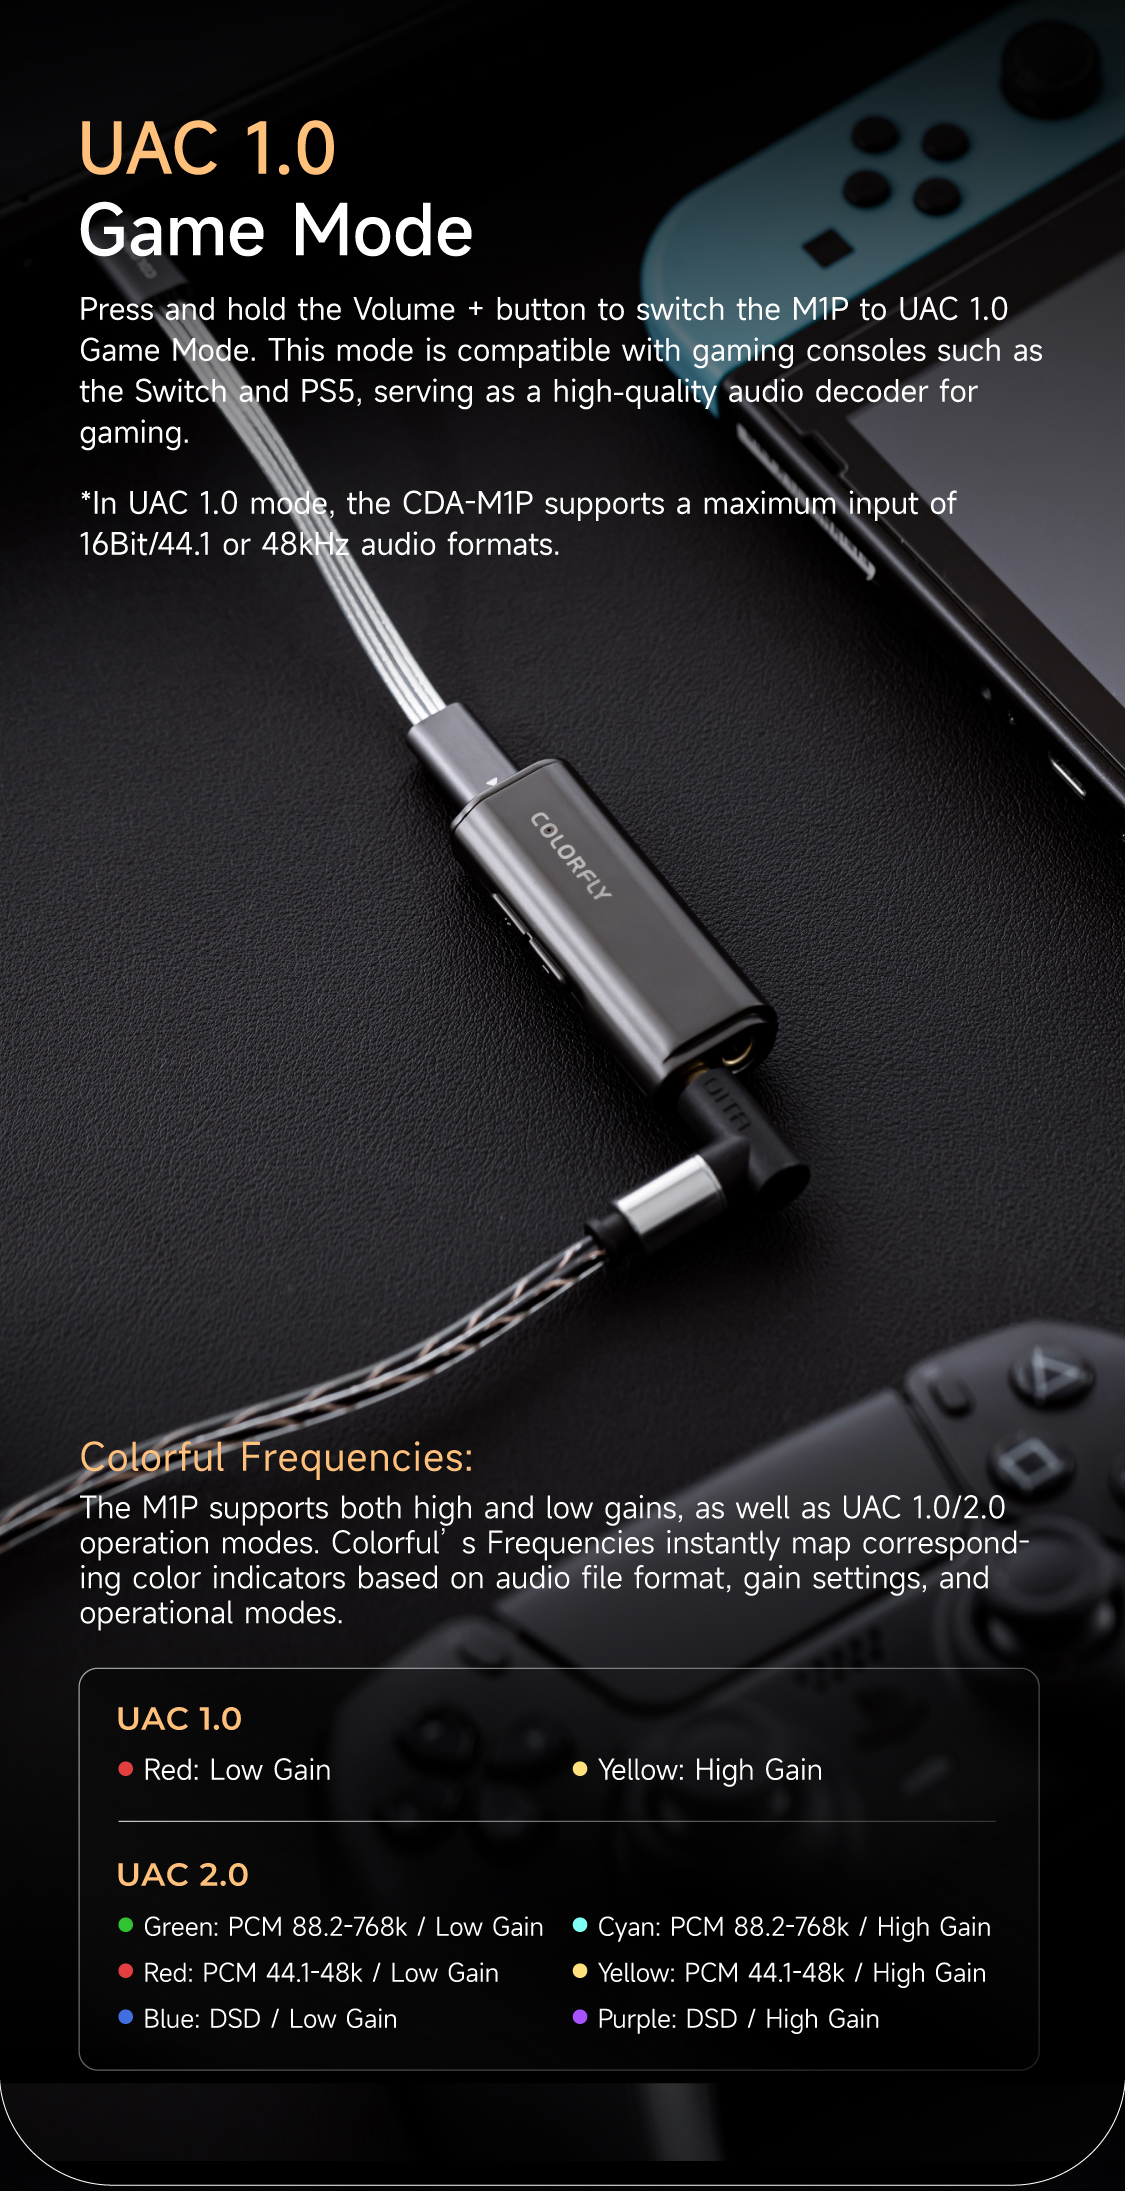 UAC 1.0
Game Mode
Press and hold the Volume + button to switch the M1P to UAC 1.0
Game Mode. This mode is compatible with gaming consoles such as
the Switch and PS5, serving as a high-quality audio decoder for
gaming.
*In UAC 1.0 mode, the CDA-M1P supports a maximum input of
16Bit/44.1 or 48kHz audio formats.
COLORFLY
DITA
Colorful Frequencies:
The M1P supports both high and low gains, as well as UAC 1.0/2.0
operation modes. Colorful’ s Frequencies instantly map correspond-
ing color indicators based on audio file format, gain settings, and
operational modes.
UAC 1.0
Red: Low Gain
Yellow: High Gain
UAC 2.0
Green: PCM 88.2-768k / Low Gain
Cyan: PCM 88.2-768k / High Gain
Red: PCM 44.1-48k / Low Gain
Yellow: PCM 44.1-48k / High Gain
Blue: DSD / Low Gain
Purple: DSD / High Gain